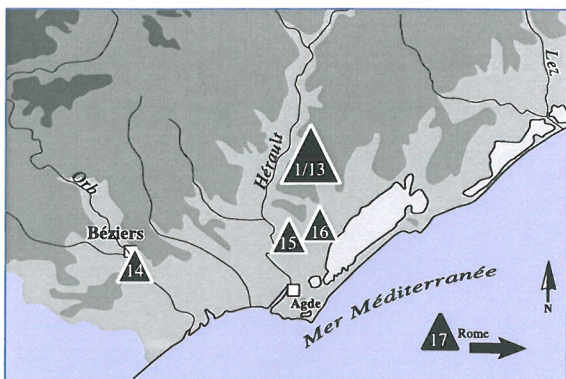 Lez
Hérault
1/13
Orb
Béziers
14
15
16
Agde
Mer Méditerranée
N
17 Rome